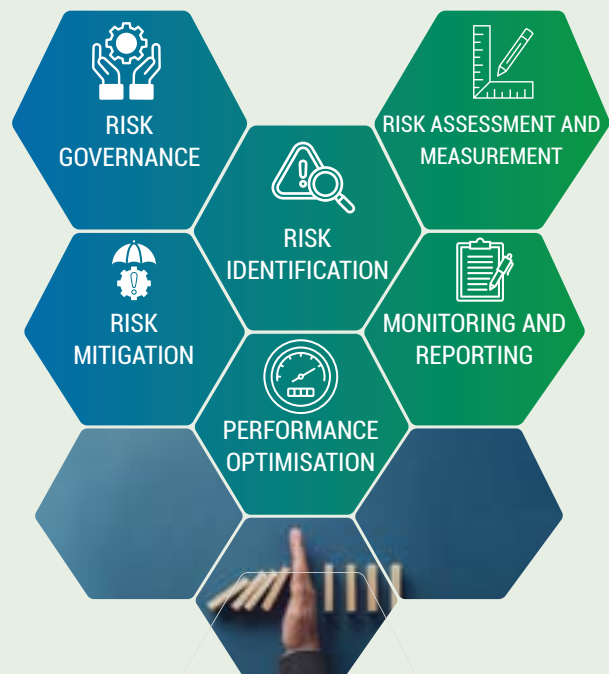 RISK
GOVERNANCE
RISK ASSESSMENT AND
MEASUREMENT
RISK
IDENTIFICATION
RISK
MITIGATION
MONITORING AND
REPORTING
PERFORMANCE
OPTIMISATION